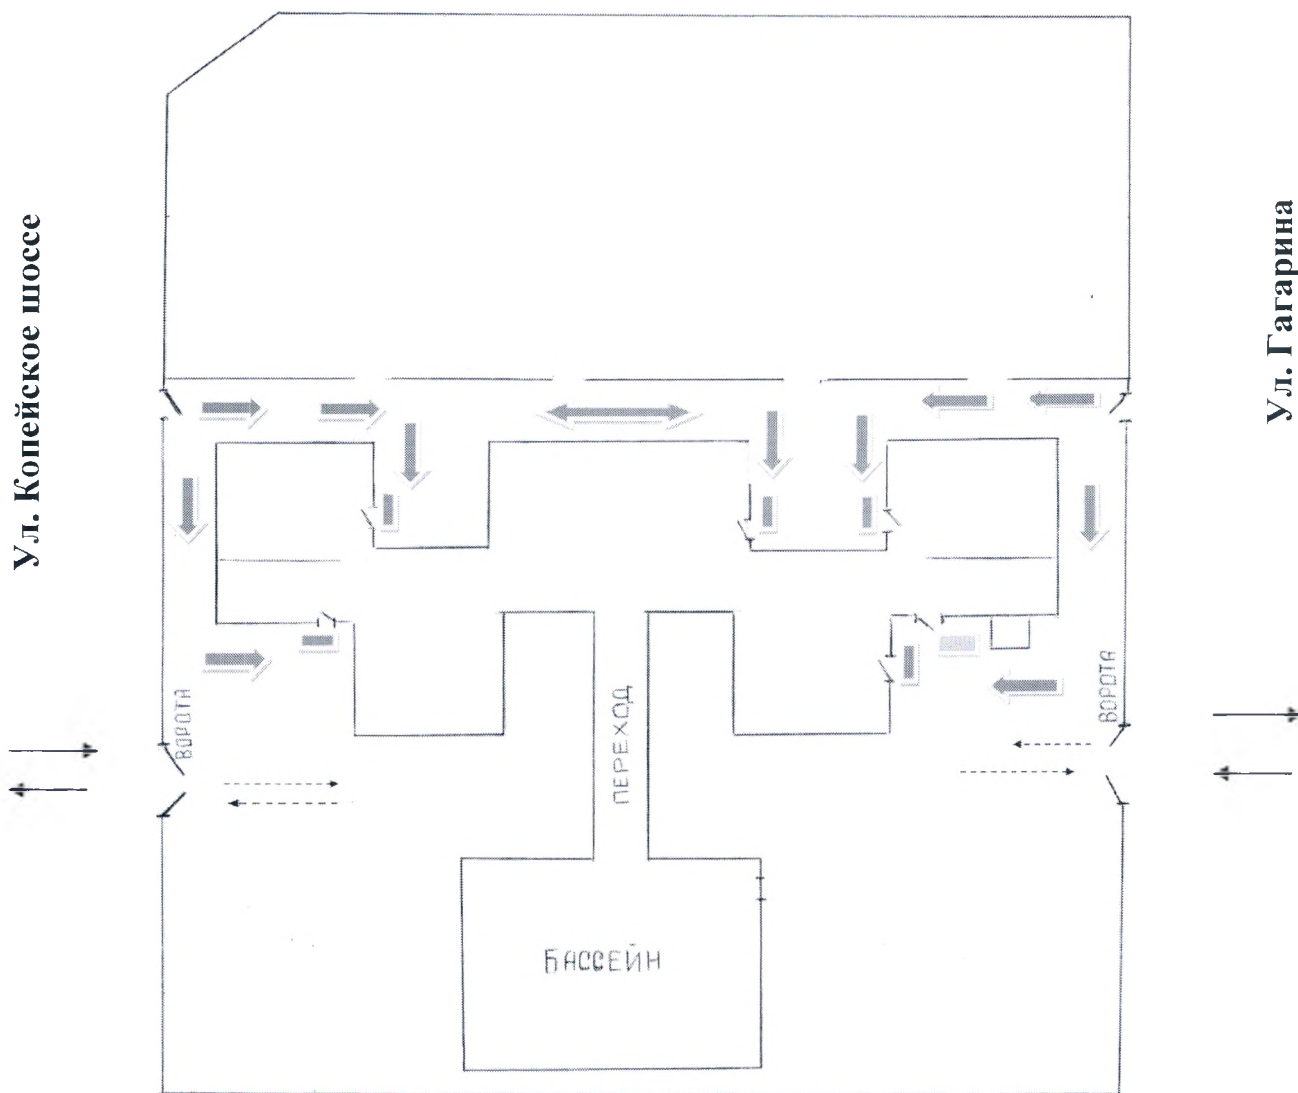 Ул. Копейское шоссе
Ул. Гагарина
ВОРОТА
ВОРОТА
ПЕРЕХОД
БАССЕЙН